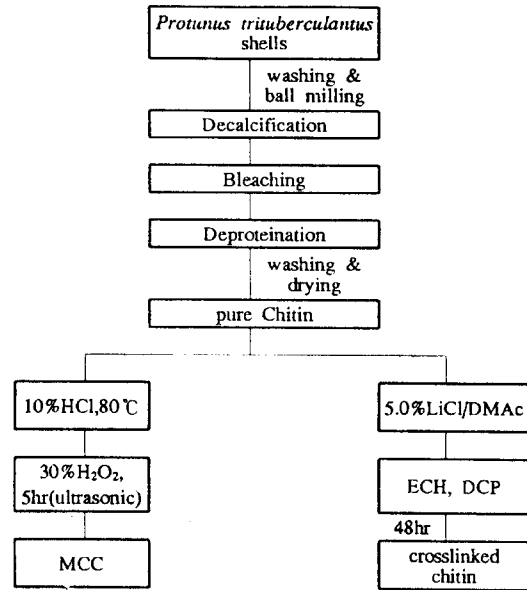 Protunus trituberculantus
shells
washing &
ball milling
Decalcification
Bleaching
Deproteination
washing &
drying
pure Chitin
10%HCl,80℃
30%H₂O₂,
5hr(ultrasonic)
MCC
5.0%LiCl/DMAc
ECH, DCP
48hr
crosslinked
chitin